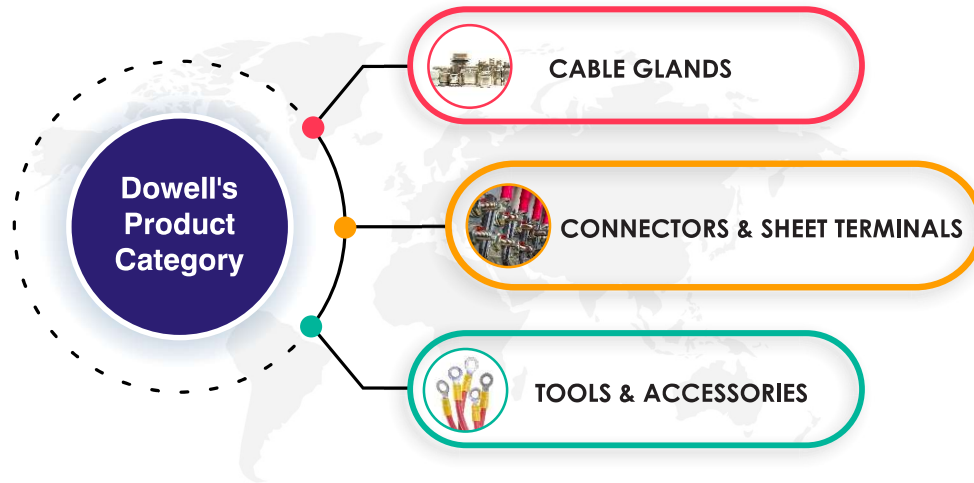 Dowell's
Product
Category
CABLE GLANDS
CONNECTORS & SHEET TERMINALS
TOOLS & ACCESSORIES